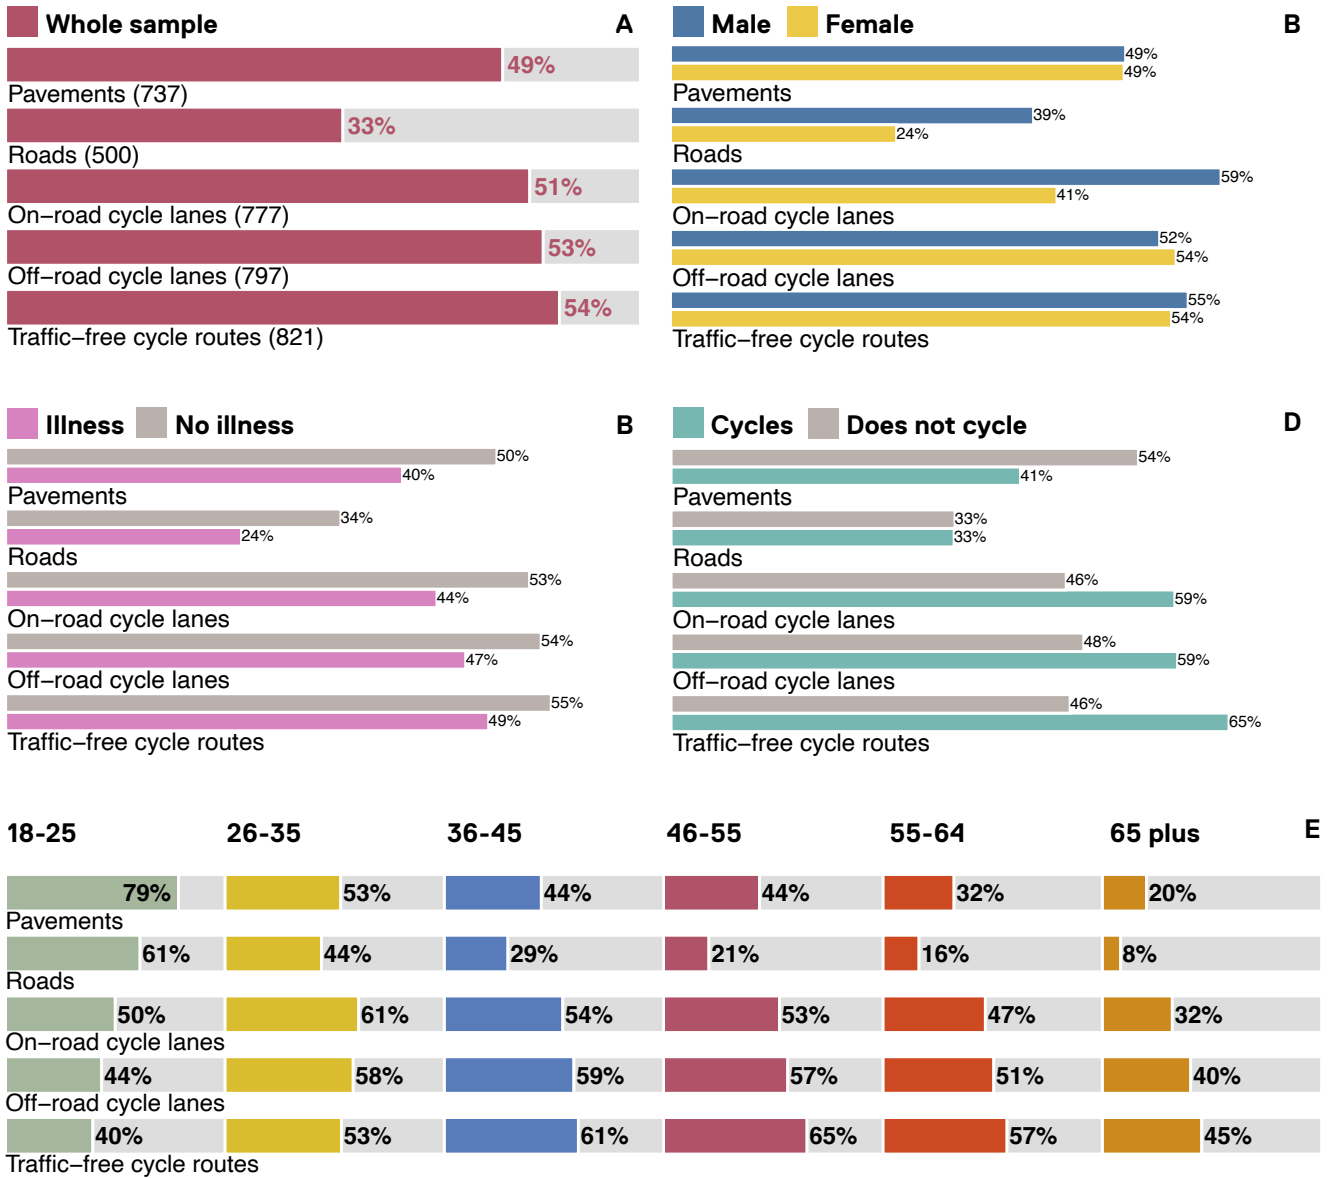 Whole sample A
49%
Pavements (737)
33%
Roads (500)
51%
On–road cycle lanes (777)
53%
Off–road cycle lanes (797)
54%
Traffic–free cycle routes (821)
Male Female B
49%
49%
Pavements
39%
24%
Roads
59%
41%
On–road cycle lanes
52%
54%
Off–road cycle lanes
55%
54%
Traffic–free cycle routes
Illness No illness B
50%
40%
Pavements
34%
24%
Roads
53%
44%
On–road cycle lanes
54%
47%
Off–road cycle lanes
55%
49%
Traffic–free cycle routes
Cycles Does not cycle D
54%
41%
Pavements
33%
33%
Roads
46%
59%
On–road cycle lanes
48%
59%
Off–road cycle lanes
46%
65%
Traffic–free cycle routes
18-25 26-35 36-45 46-55 55-64 65 plus E
79% 53% 44% 44% 32% 20%
Pavements
61% 44% 29% 21% 16% 8%
Roads
50% 61% 54% 53% 47% 32%
On–road cycle lanes
44% 58% 59% 57% 51% 40%
Off–road cycle lanes
40% 53% 61% 65% 57% 45%
Traffic–free cycle routes